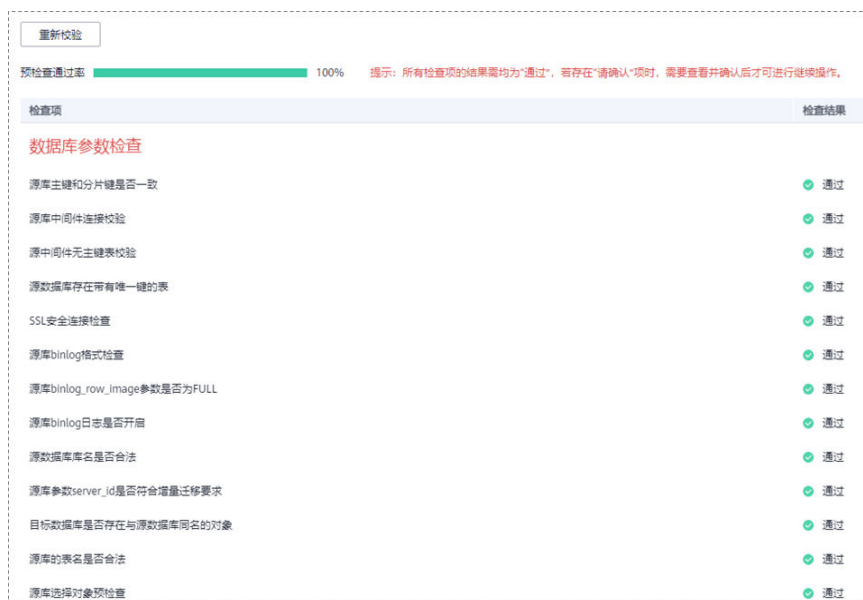 重新校验
预检查通过率 100% 提示：所有检查项的结果需均为“通过”，若存在“请确认”项时，需要查看并确认后才可进行继续操作。
检查项 检查结果
数据库参数检查
源库主键和分片键是否一致 通过
源库中间件连接校验 通过
源中间件无主键表校验 通过
源数据库存在带有唯一键的表 通过
SSL安全连接检查 通过
源库binlog格式检查 通过
源库binlog_row_image参数是否为FULL 通过
源库binlog日志是否开启 通过
源数据库库名是否合法 通过
源库参数server_id是否符合增量迁移要求 通过
目标数据库是否存在与源数据库同名的对象 通过
源库的表名是否合法 通过
源库选择对象预检查 通过